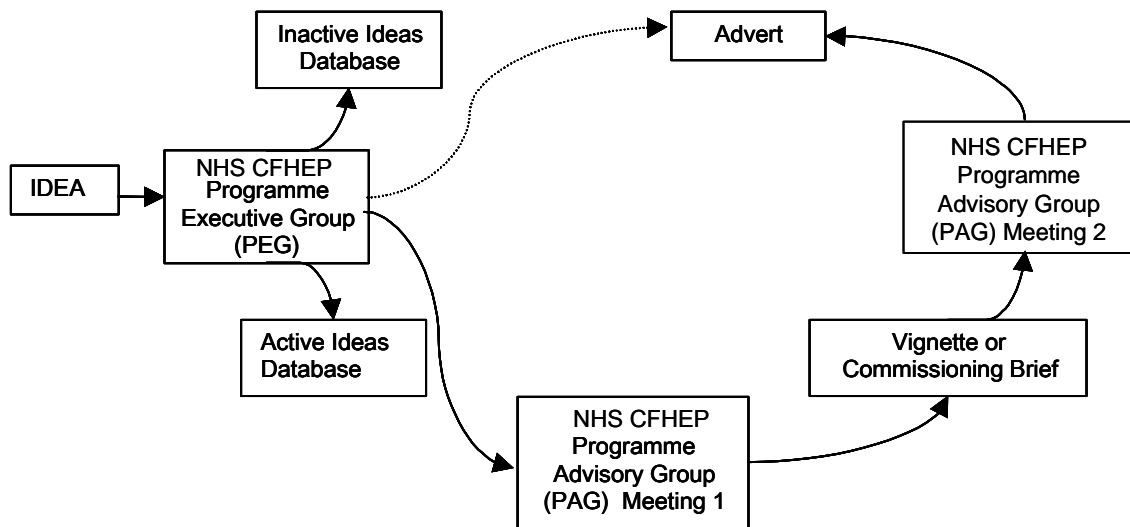 Inactive Ideas
Database
Advert
IDEA
NHS CFHEP
Programme
Executive Group
(PEG)
NHS CFHEP
Programme
Advisory Group
(PAG) Meeting 2
Active Ideas
Database
Vignette or
Commissioning Brief
NHS CFHEP
Programme
Advisory Group
(PAG) Meeting 1